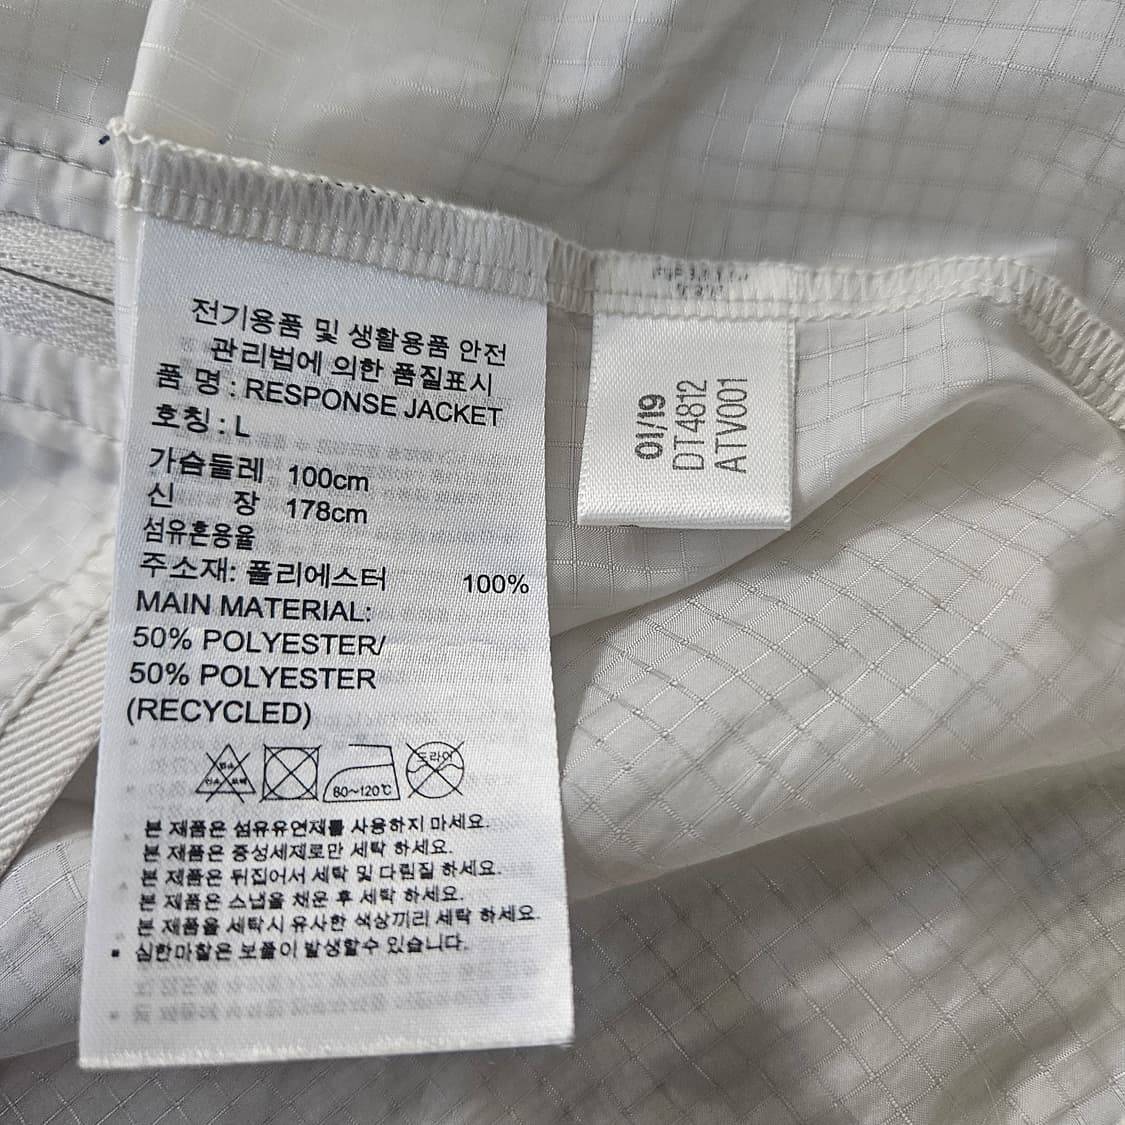 전기용품 및 생활용품 안전
관리법에 의한 품질표시
품 명 : RESPONSE JACKET
호칭 : L
가슴둘레 100cm
신 장 178cm
섬유혼용율
주소재: 폴리에스터 100%
MAIN MATERIAL:
50% POLYESTER/
50% POLYESTER
(RECYCLED)
80~120℃
드라이
본 제품은 섬유유연제를 사용하지 마세요.
본 제품은 중성세제로만 세탁 하세요.
본 제품은 뒤집어서 세탁 및 다림질 하세요.
본 제품은 스냅을 채운 후 세탁 하세요.
본 제품을 세탁시 유사한 색상끼리 세탁 하세요.
심한마찰은 보풀이 발생할수 있습니다.
01/19
DT4812
ATV001